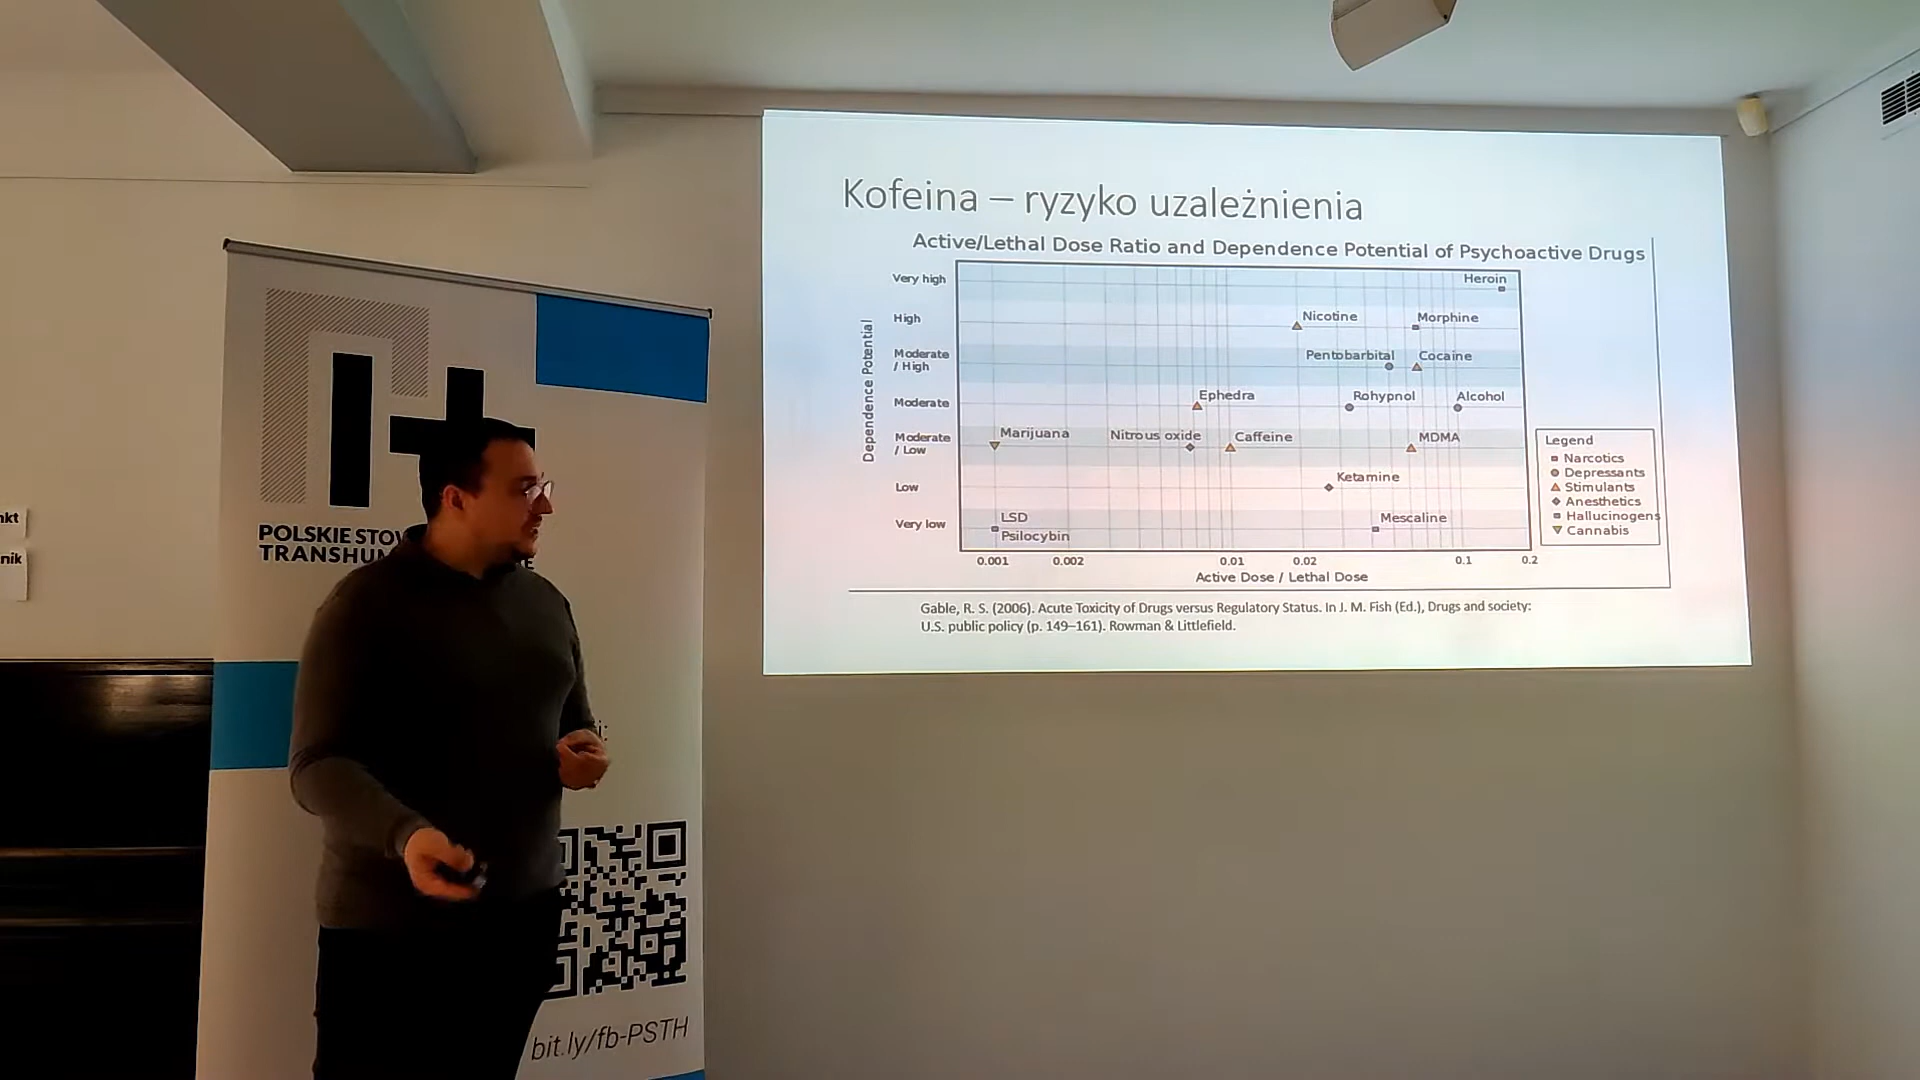 Kofeina – ryzyko uzależnienia
Active/Lethal Dose Ratio and Dependence Potential of Psychoactive Drugs
Dependence Potential
Very high
High
Moderate
/ High
Moderate
Moderate
/ Low
Low
Very low
Heroin
Nicotine
Morphine
Pentobarbital
Cocaine
Ephedra
Rohypnol
Alcohol
Marijuana
Nitrous oxide
Caffeine
MDMA
Ketamine
LSD
Psilocybin
Mescaline
0.001
0.002
0.01
0.02
0.1
0.2
Active Dose / Lethal Dose
Legend
Narcotics
Depressants
Stimulants
Anesthetics
Hallucinogens
Cannabis
Gable, R. S. (2006). Acute Toxicity of Drugs versus Regulatory Status. In J. M. Fish (Ed.), Drugs and society:
U.S. public policy (p. 149–161). Rowman & Littlefield.
POLSKIE
bit.ly/fb-PSTH